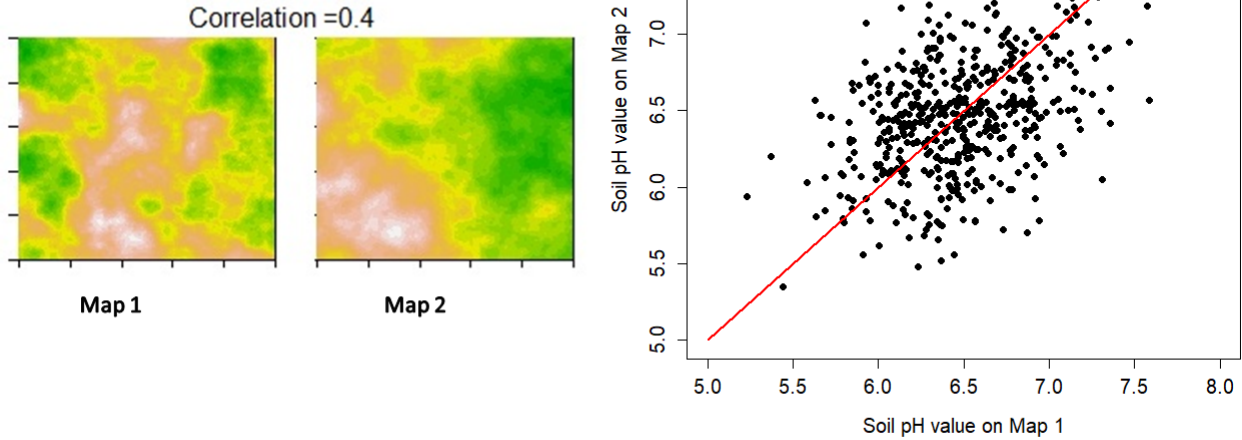 Correlation =0.4
Map 1
Map 2
Soil pH value on Map 2
7.0
6.5
6.0
5.5
5.0
5.0 5.5 6.0 6.5 7.0 7.5 8.0
Soil pH value on Map 1